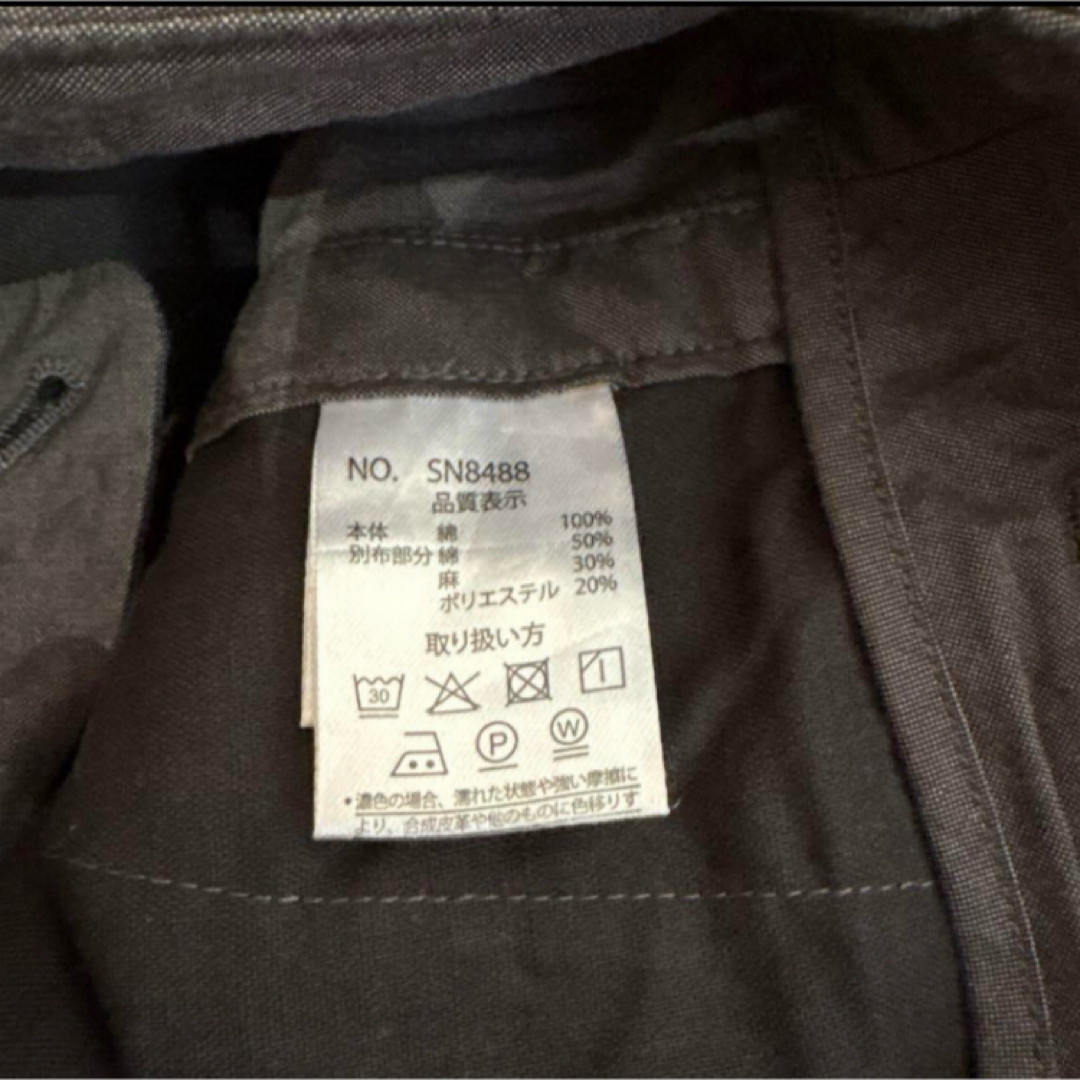 NO. SN8488
品質表示
本体 綿 100%
別布部分 綿 50%
麻 30%
ポリエステル 20%
取り扱い方
30
P W
•濃色の場合、濡れた状態や強い摩擦に
より、合成皮革や他のものに色移りす